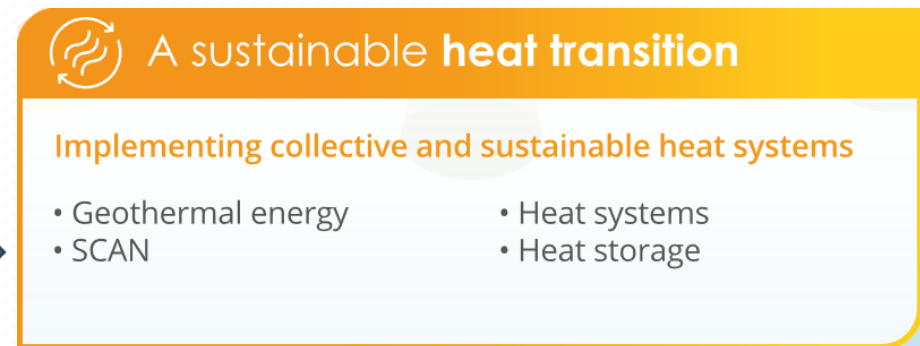 A sustainable heat transition
Implementing collective and sustainable heat systems
• Geothermal energy
• SCAN
• Heat systems
• Heat storage